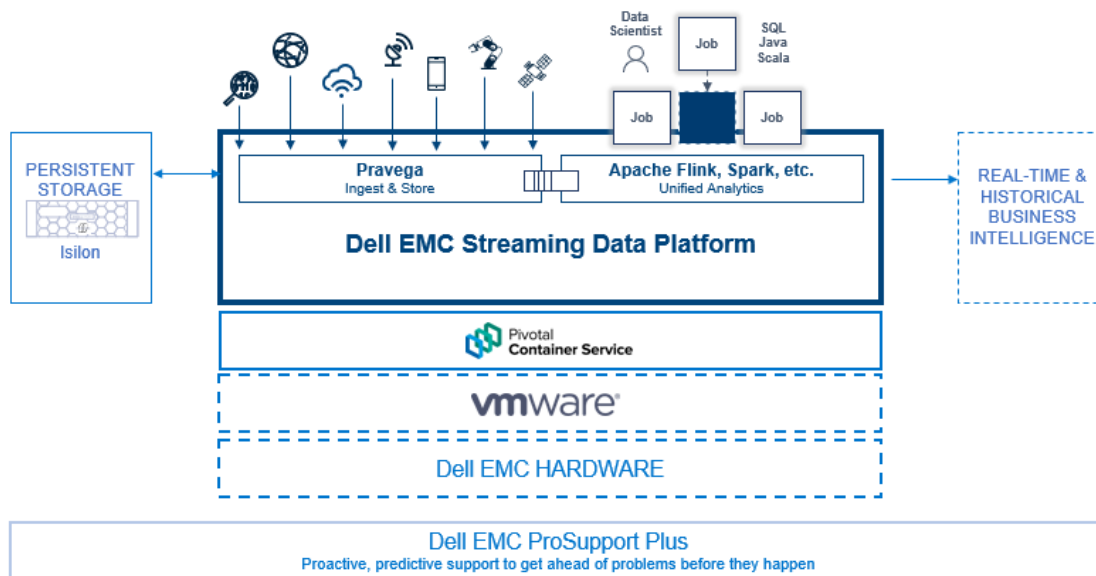 Data
Scientist
Job
SQL
Java
Scala
Job
Job
PERSISTENT
STORAGE
Isilon
Pravega
Ingest & Store
Apache Flink, Spark, etc.
Unified Analytics
Dell EMC Streaming Data Platform
REAL-TIME &
HISTORICAL
BUSINESS
INTELLIGENCE
Pivotal
Container Service
vmware®
Dell EMC HARDWARE
Dell EMC ProSupport Plus
Proactive, predictive support to get ahead of problems before they happen